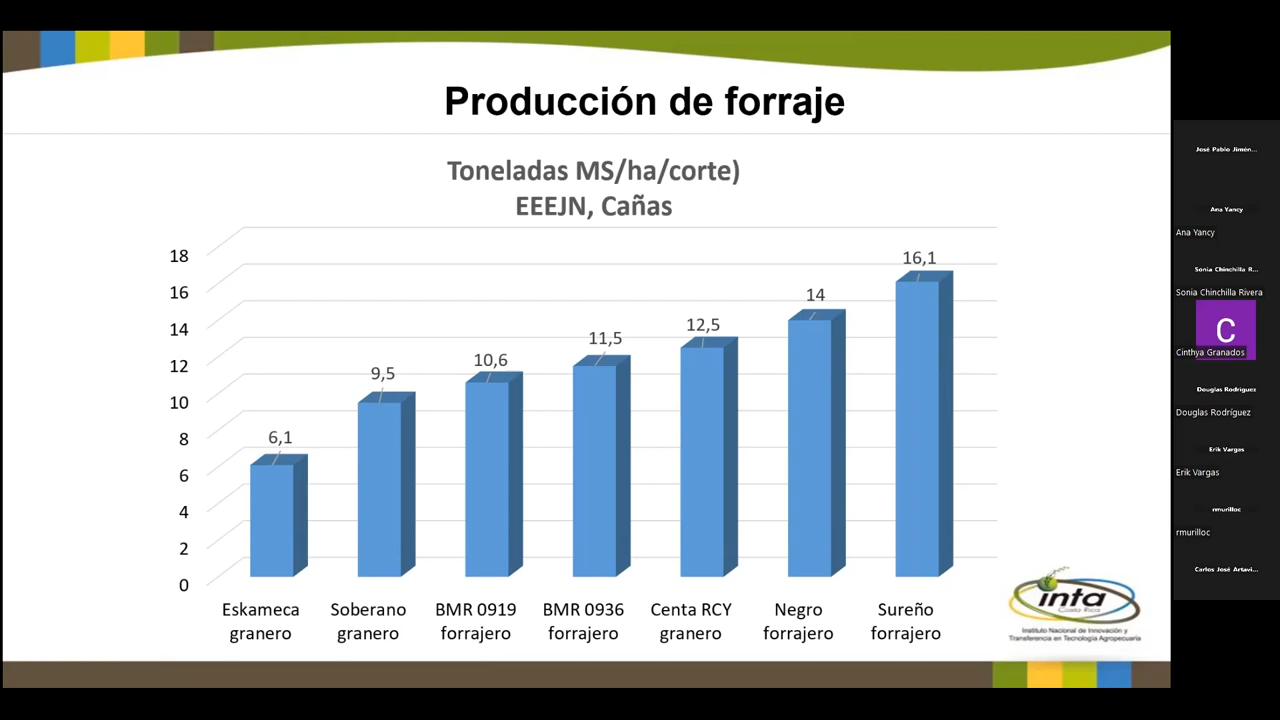 Producción de forraje
Toneladas MS/ha/corte)
EEEJN, Cañas
18
16
14
12
10
8
6
4
2
0
6,1
9,5
10,6
11,5
12,5
14
16,1
Eskameca
granero
Soberano
granero
BMR 0919
forrajero
BMR 0936
forrajero
Centa RCY
granero
Negro
forrajero
Sureño
forrajero
inta
Costa Rica
Instituto Nacional de Innovación y
Transferencia en Tecnología Agropecuaria
José Pablo Jimén...
Ana Yancy
Ana Yancy
Sonia Chinchilla R...
Sonia Chinchilla Rivera
C
Cinthya Granados
Douglas Rodríguez
Douglas Rodríguez
Erik Vargas
Erik Vargas
rmurilloc
rmurilloc
Carlos José Artavi...